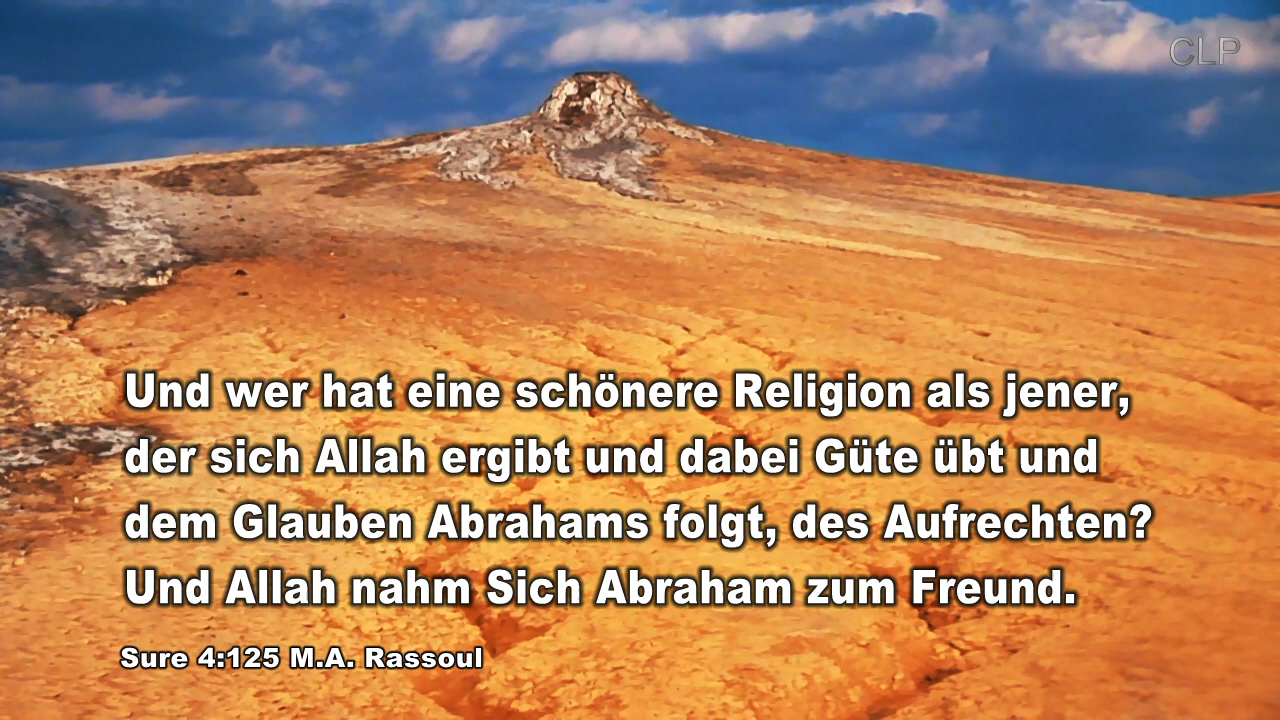 CLP
Und wer hat eine schönere Religion als jener,
der sich Allah ergibt und dabei Güte übt und
dem Glauben Abrahams folgt, des Aufrechten?
Und Allah nahm Sich Abraham zum Freund.
Sure 4:125 M.A. Rassoul